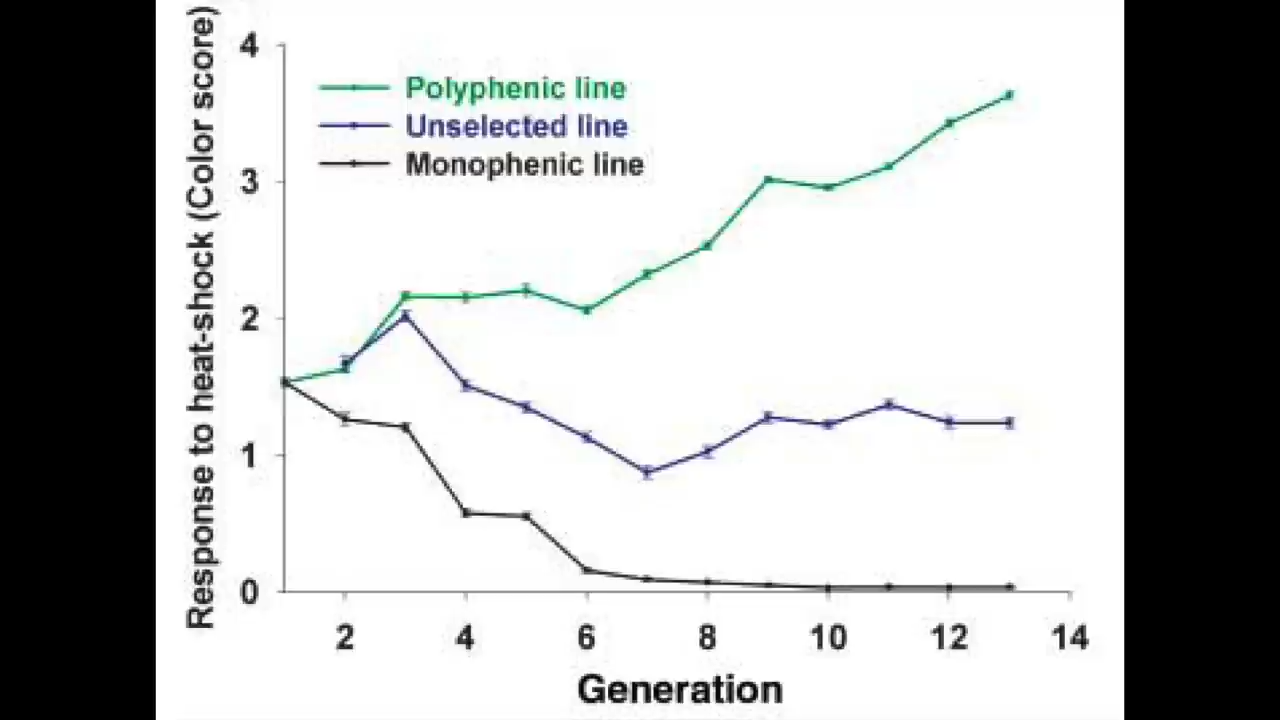 Response to heat-shock (Color score)
4
3
2
1
0
Polyphenic line
Unselected line
Monophenic line
2 4 6 8 10 12 14
Generation